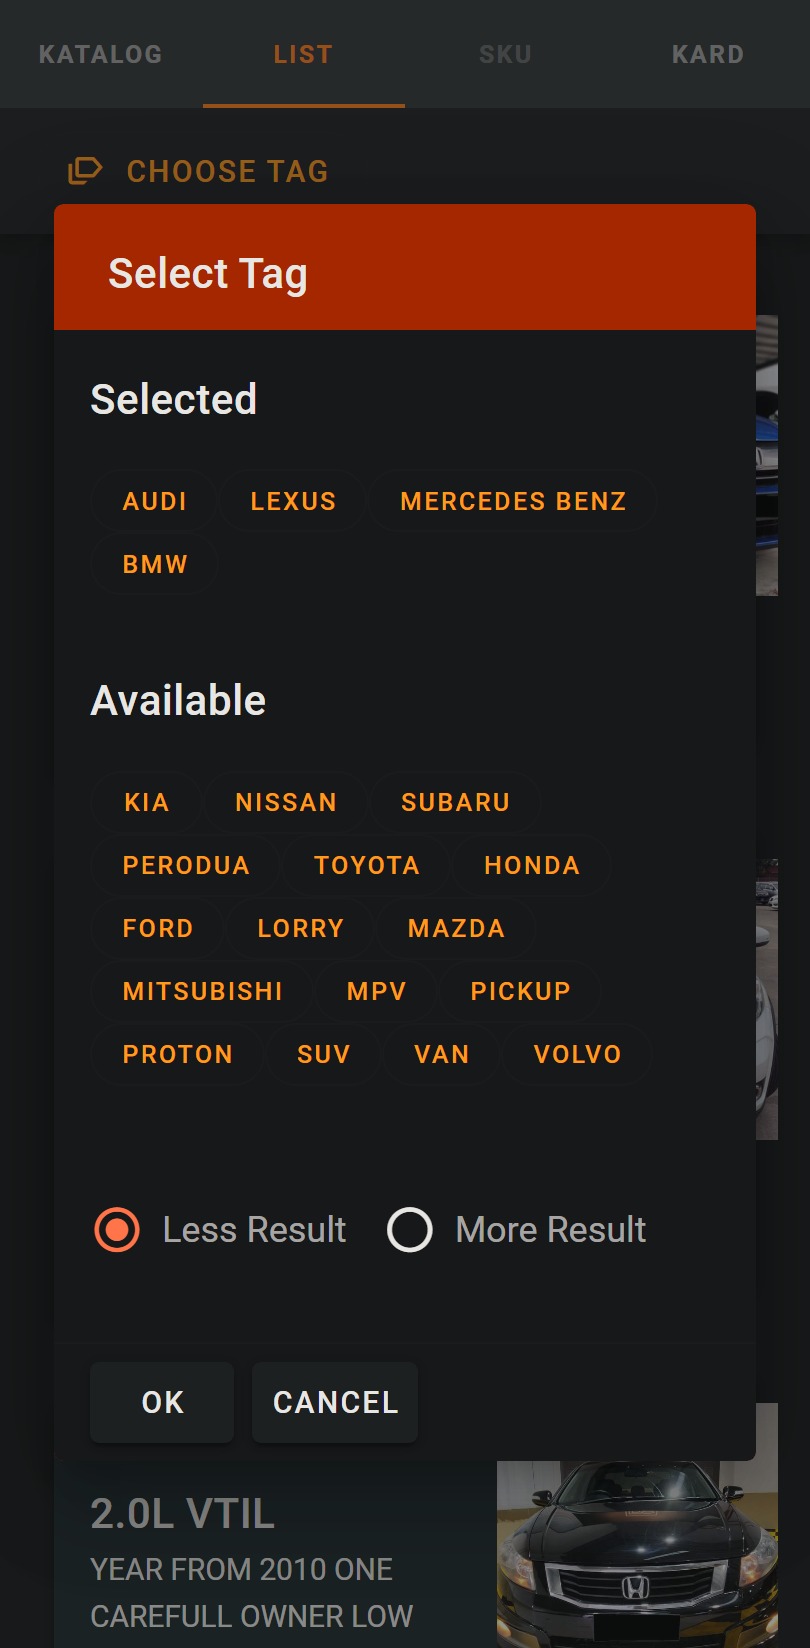 KATALOG LIST SKU KARD
CHOOSE TAG
Select Tag
Selected
AUDI LEXUS MERCEDES BENZ
BMW
Available
KIA NISSAN SUBARU
PERODUA TOYOTA HONDA
FORD LORRY MAZDA
MITSUBISHI MPV PICKUP
PROTON SUV VAN VOLVO
Less Result More Result
OK CANCEL
2.0L VTIL
YEAR FROM 2010 ONE
CAREFULL OWNER LOW